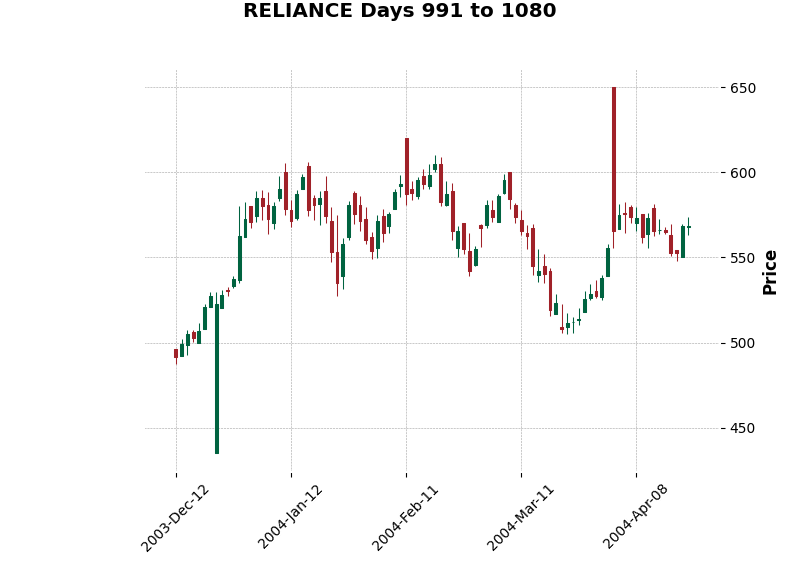 RELIANCE Days 991 to 1080
650
600
550
500
450
Price
2003-Dec-12
2004-Jan-12
2004-Feb-11
2004-Mar-11
2004-Apr-08